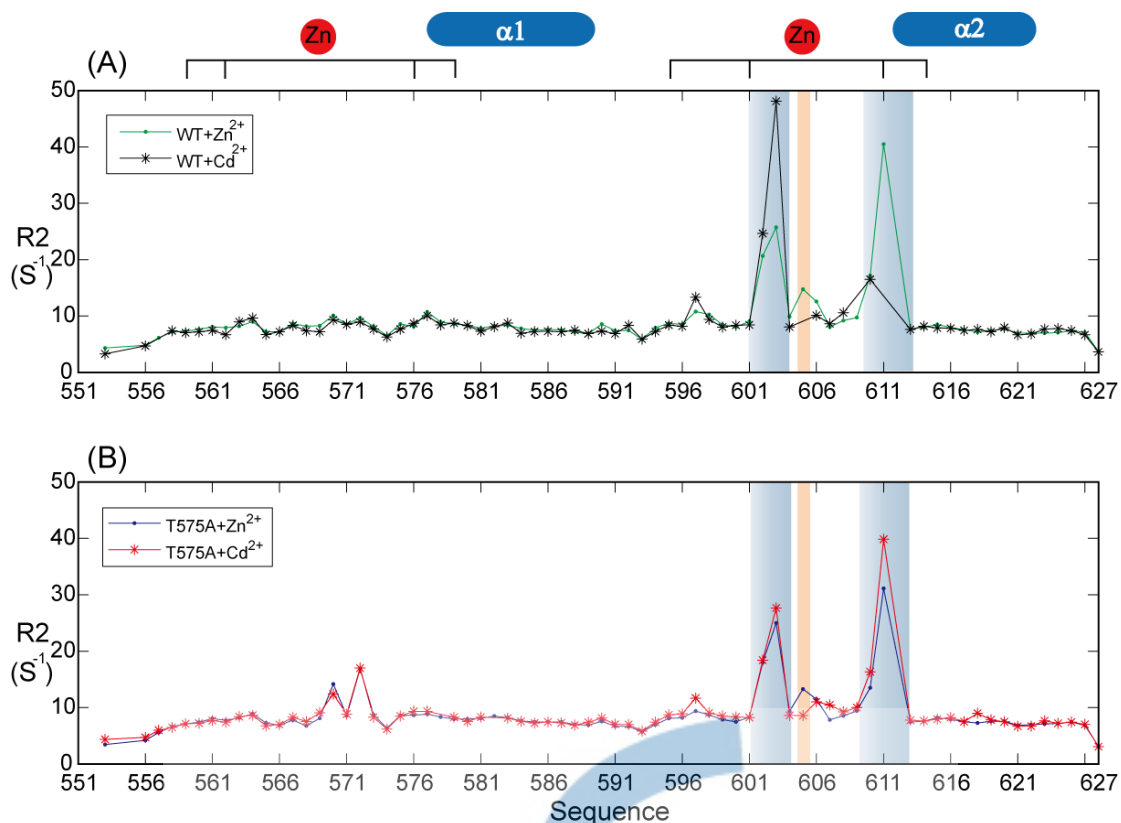 Zn α1 Zn α2
(A)
50
40
30
20
10
0
R2
(S⁻¹)
WT+Zn²⁺
WT+Cd²⁺
551 556 561 566 571 576 581 586 591 596 601 606 611 616 621 627
(B)
50
40
30
20
10
0
R2
(S⁻¹)
T575A+Zn²⁺
T575A+Cd²⁺
551 556 561 566 571 576 581 586 591 596 601 606 611 616 621 627
Sequence